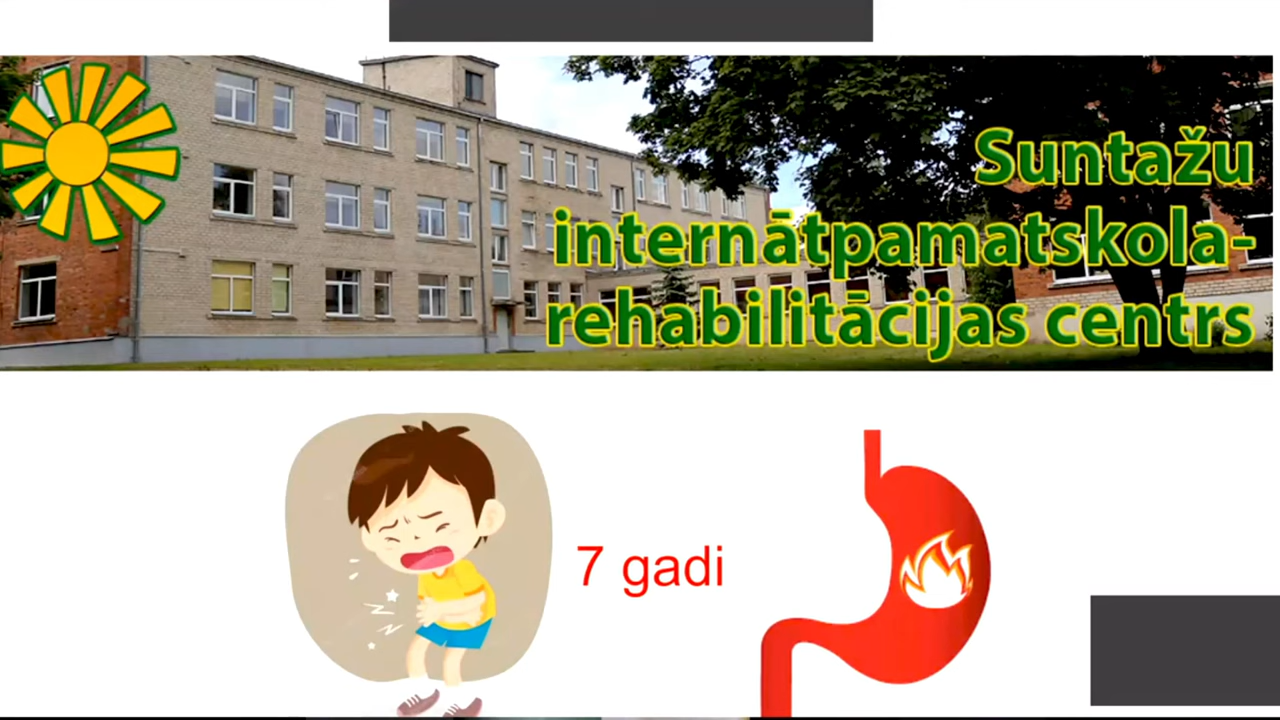 Suntažu
internātpamatskola-
rehabilitācijas centrs
7 gadi